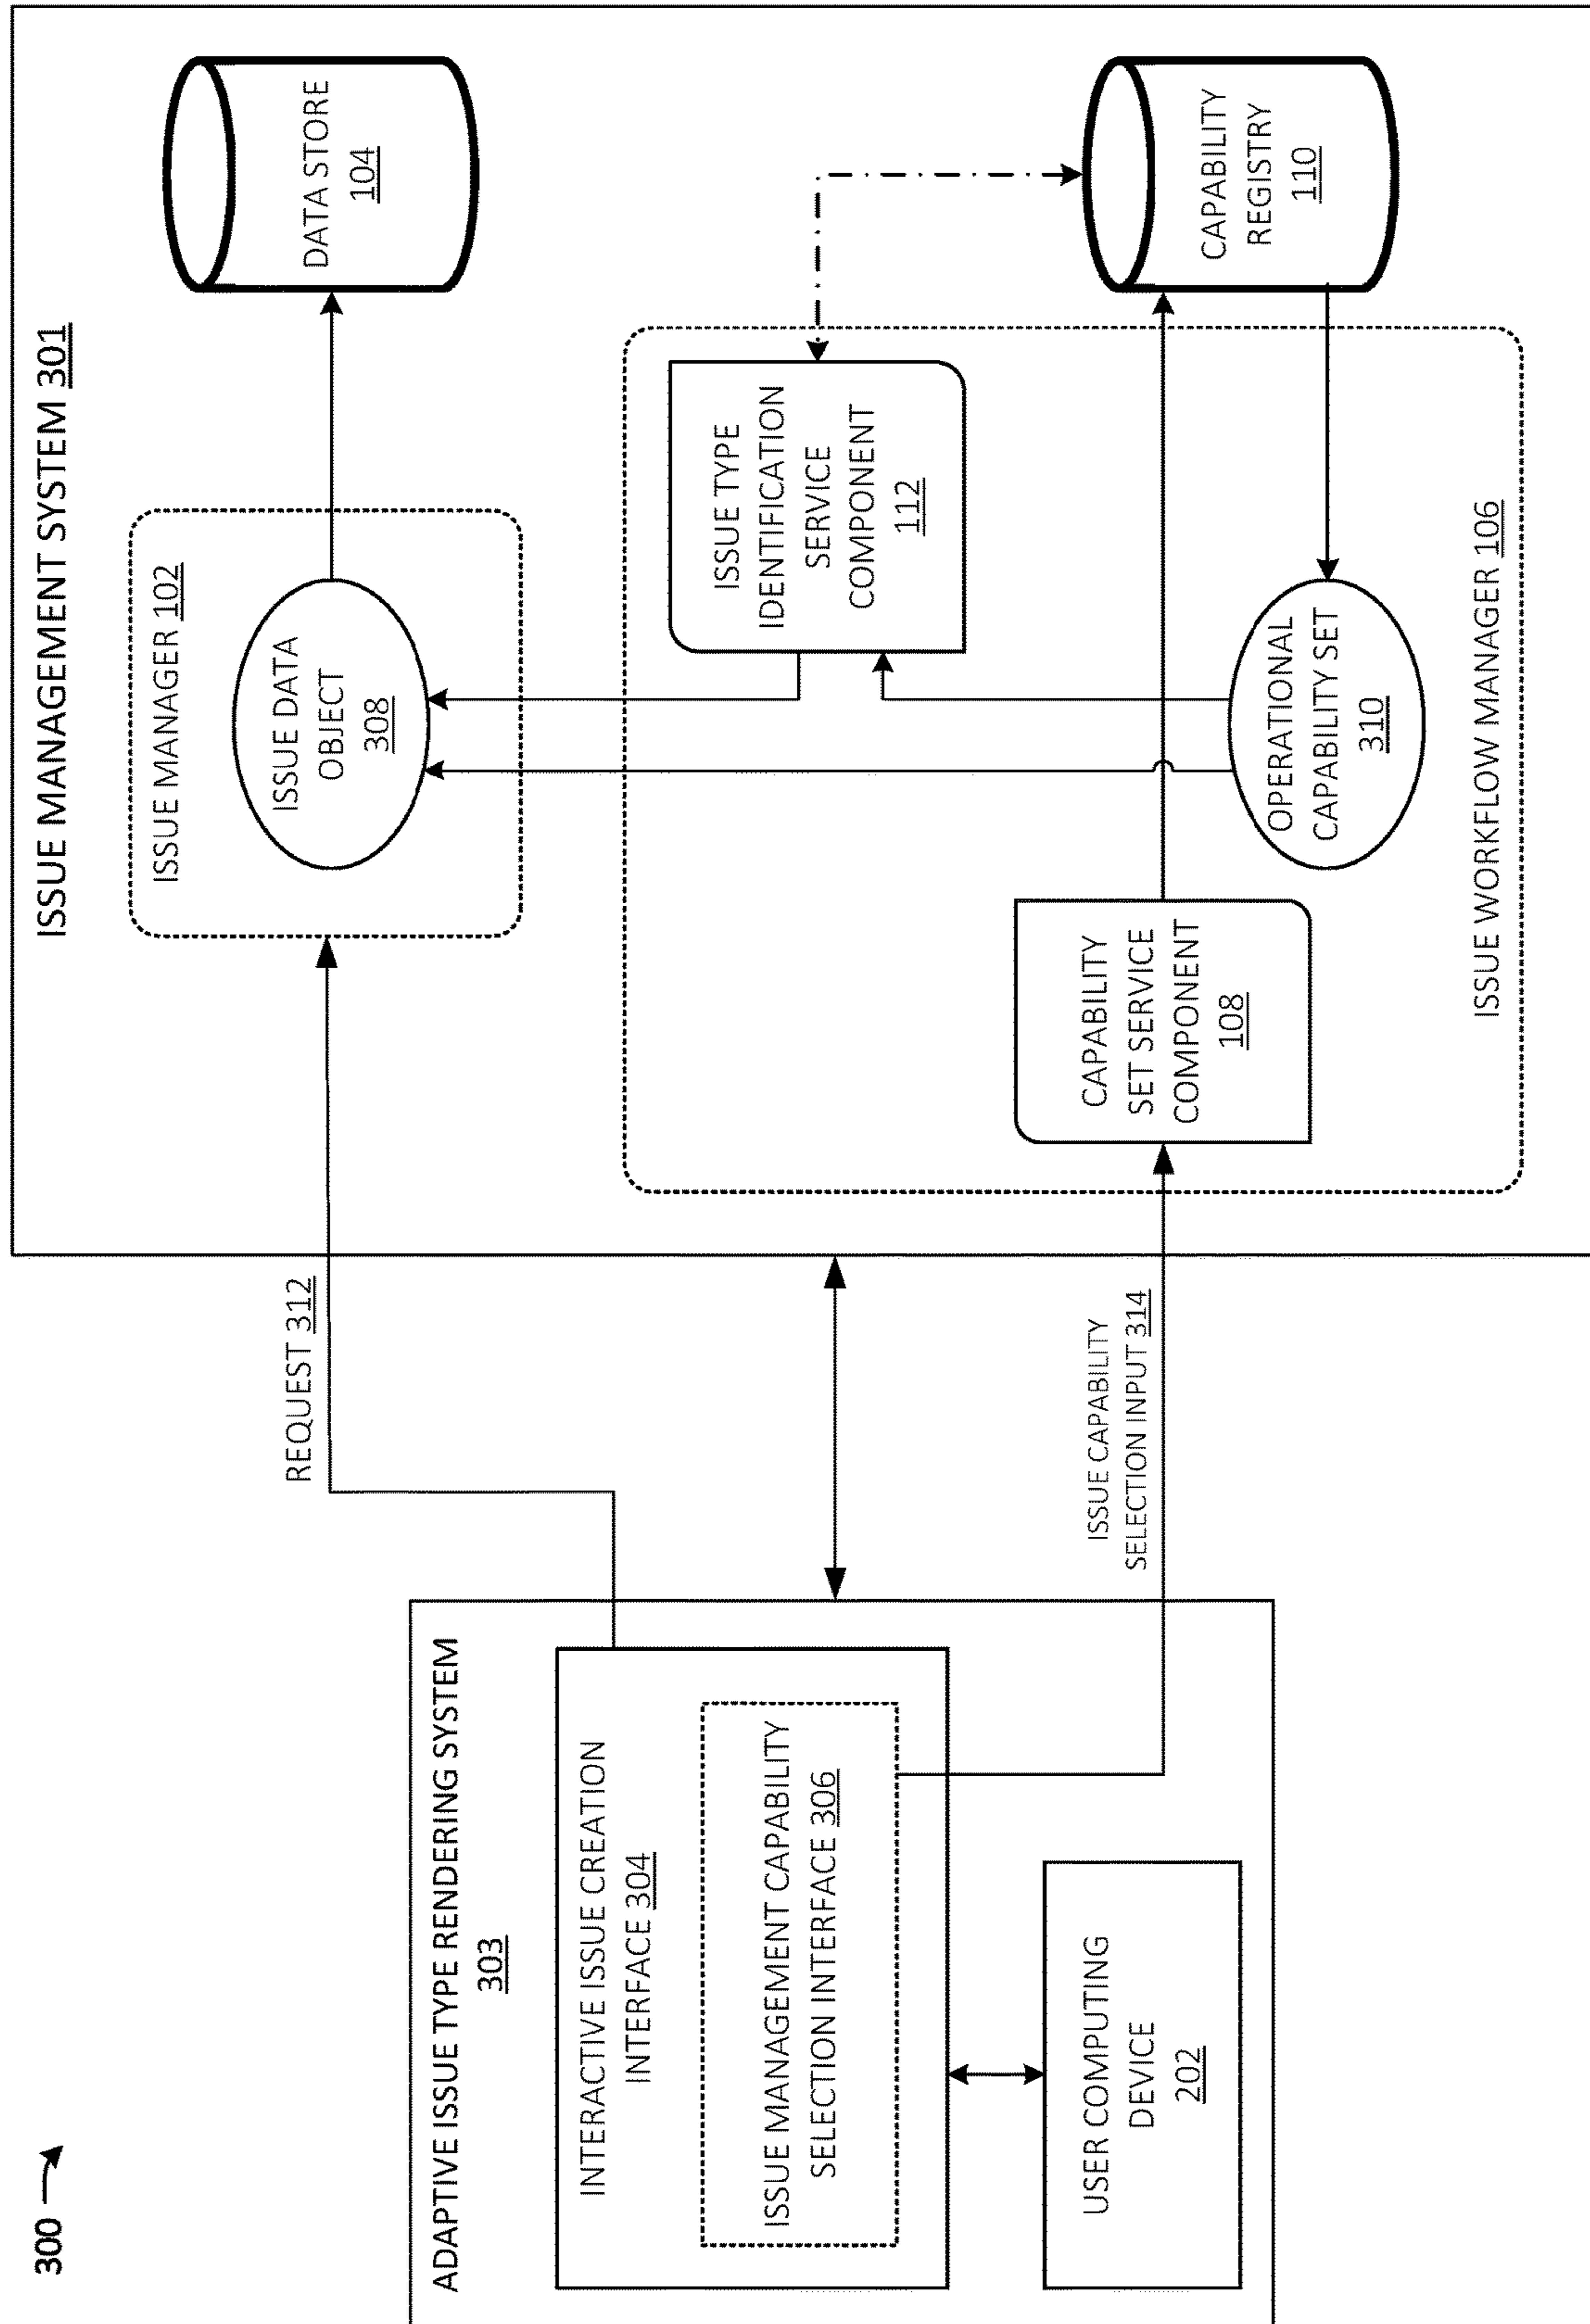 300
ADAPTIVE ISSUE TYPE RENDERING SYSTEM
303
INTERACTIVE ISSUE CREATION
INTERFACE 304
ISSUE MANAGEMENT CAPABILITY
SELECTION INTERFACE 306
USER COMPUTING
DEVICE
202
REQUEST 312
ISSUE CAPABILITY
SELECTION INPUT 314
ISSUE MANAGEMENT SYSTEM 301
ISSUE MANAGER 102
ISSUE DATA
OBJECT
308
DATA STORE
104
ISSUE TYPE
IDENTIFICATION
SERVICE
COMPONENT
112
CAPABILITY
SET SERVICE
COMPONENT
108
OPERATIONAL
CAPABILITY SET
310
ISSUE WORKFLOW MANAGER 106
CAPABILITY
REGISTRY
110